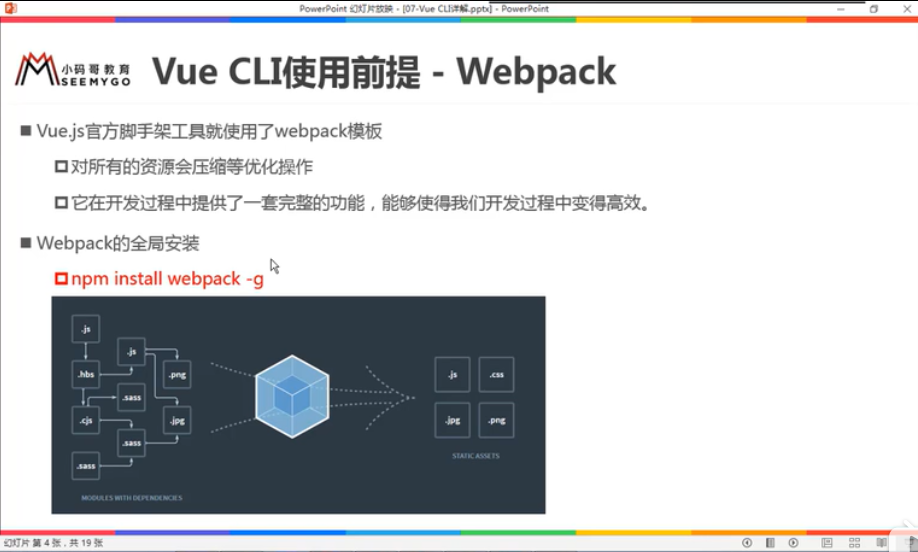 PowerPoint 幻灯片放映 - [07-Vue CLI详解.pptx] - PowerPoint
小码哥教育
SEEMYGO
Vue CLI使用前提 - Webpack
Vue.js官方脚手架工具就使用了webpack模板
对所有的资源会压缩等优化操作
它在开发过程中提供了一套完整的功能，能够使得我们开发过程中变得高效。
Webpack的全局安装
npm install webpack -g
.js
.js
.hbs
.png
.sass
.cjs
.jpg
.sass
.sass
MODULES WITH DEPENDENCIES
.js
.css
.jpg
.png
STATIC ASSETS
幻灯片 第 4 张，共 19 张